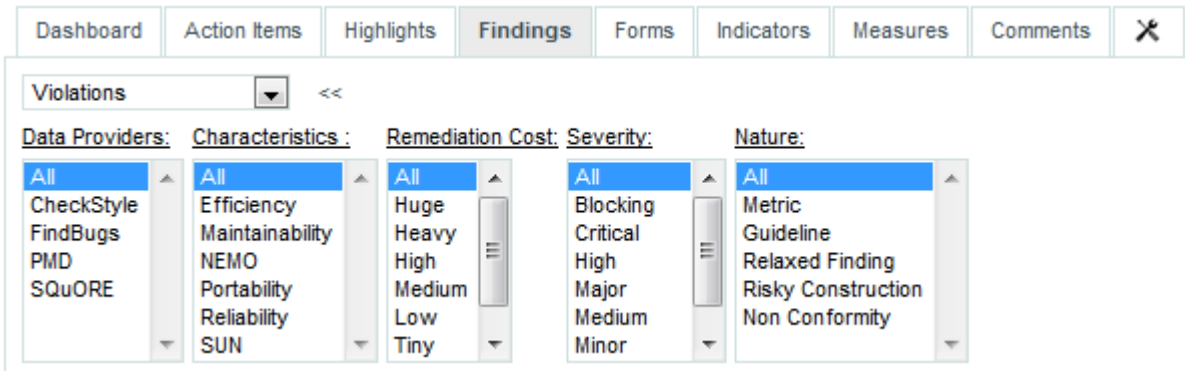 Dashboard Action Items Highlights Findings Forms Indicators Measures Comments
Violations <<
Data Providers: Characteristics : Remediation Cost: Severity: Nature:
All All All All All
CheckStyle Efficiency Huge Blocking Metric
FindBugs Maintainability Heavy Critical Guideline
PMD NEMO High High Relaxed Finding
SQuORE Portability Medium Major Risky Construction
Reliability Low Medium Non Conformity
SUN Tiny Minor